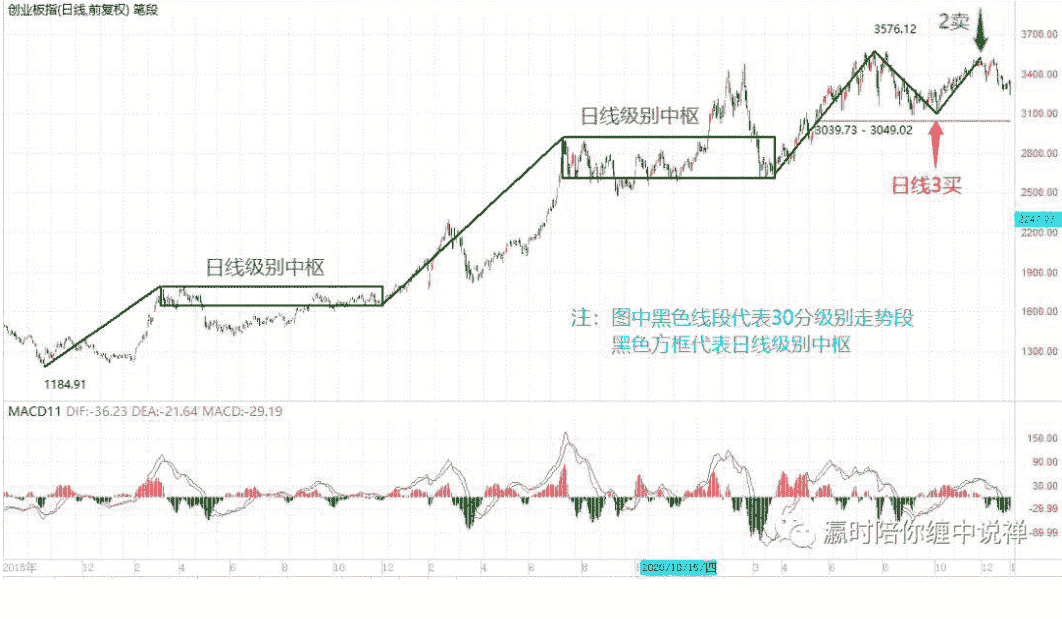 创业板指(日线,前复权) 笔段
3576.12
2卖
3700.00
3400.00
3100.00
2800.00
2500.00
2200.00
1900.00
1600.00
1300.00
日线级别中枢
3039.73 - 3049.02
日线3买
日线级别中枢
注：图中黑色线段代表30分级别走势段
黑色方框代表日线级别中枢
1184.91
MACD11 DIF:-36.23 DEA:-21.64 MACD:-29.19
150.00
90.00
30.00
-29.99
-89.99
瀛时陪你缠中说禅
12 2 4 6 8 10 12 2 4 6 8 2020/10/15/四 3 4 6 8 10 12 1